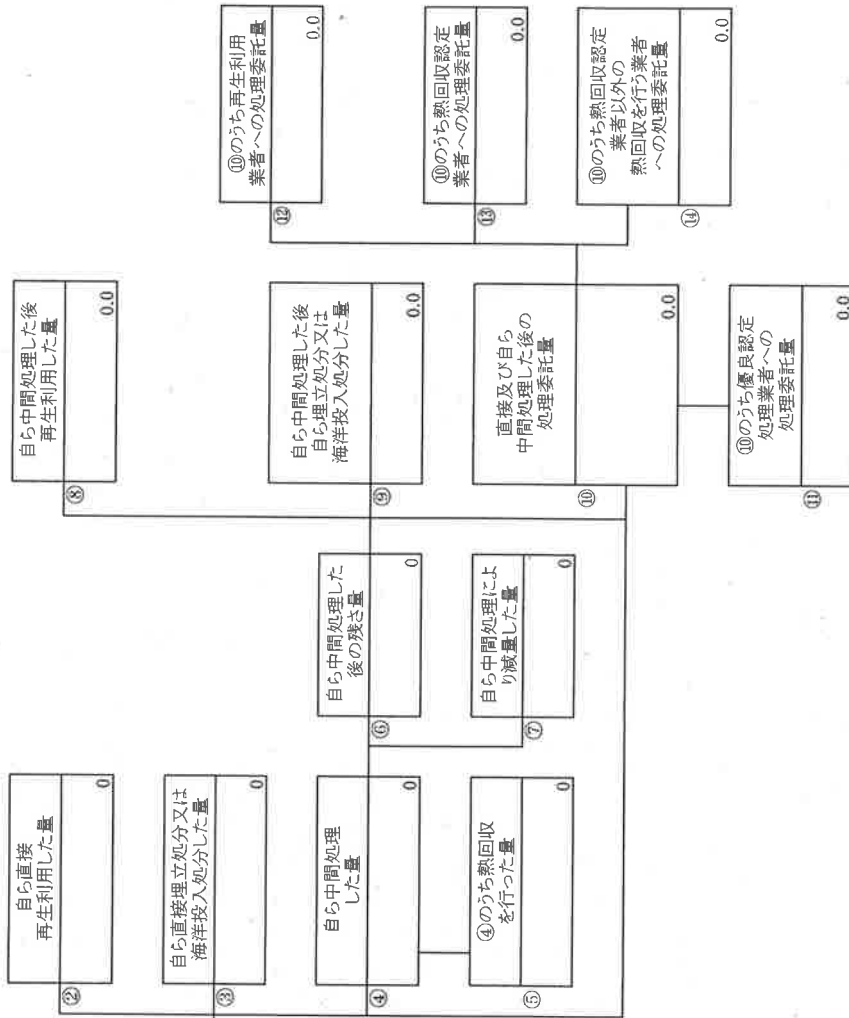 ②
自ら直接
再生利用した量
0
③
自ら直接埋立処分又は
海洋投入処分した量
0
④
自ら中間処理
した量
0
⑤
④のうち熱回収
を行った量
0
⑥
自ら中間処理した
後の残さ量
0
⑦
自ら中間処理によ
り減量した量
0
⑧
自ら中間処理した後
再生利用した量
0.0
⑨
自ら中間処理した後
自ら埋立処分又は
海洋投入処分した量
0.0
⑩
直接及び自ら
中間処理した後の
処理委託量
0.0
⑪
⑩のうち優良認定
処理業者への
処理委託量
0.0
⑫
⑩のうち再生利用
業者への処理委託量
0.0
⑬
⑩のうち熱回収認定
業者への処理委託量
0.0
⑭
⑩のうち熱回収認定
業者以外の
熱回収を行う業者
への処理委託量
0.0